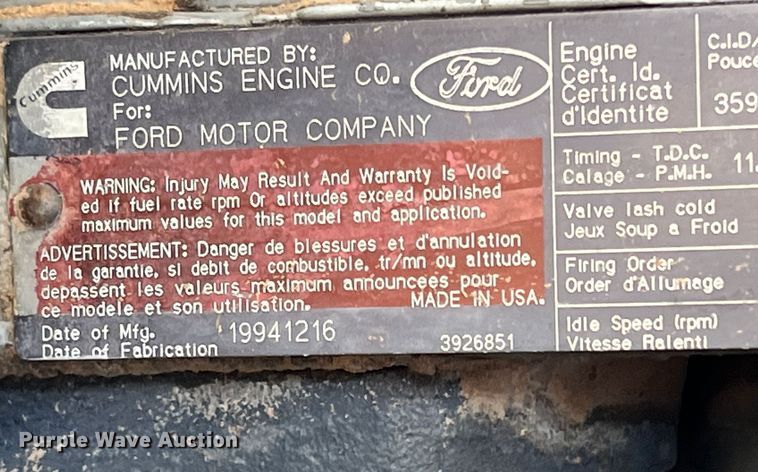 Cummins
MANUFACTURED BY:
CUMMINS ENGINE CO.
For:
FORD MOTOR COMPANY
Ford
WARNING: Injury May Result And Warranty Is Void-
ed if fuel rate rpm Or altitudes exceed published
maximum values for this model and application.
ADVERTISSEMENT: Danger de blessures et d'annulation
de la garantie, si debit de combustible, tr/mn ou altitude,
depassent les valeurs maximum announcees pour
ce modele et son utilisation.
MADE IN USA.
Date of Mfg. 19941216
Date of Fabrication 3926851
Engine
Cert. Id.
Certificat
d'Identite
C.I.D/
Pouce
359
Timing - T.D.C. 11.
Calage - P.M.H.
Valve lash cold
Jeux Soup a Froid
Firing Order
Order d'Allumage
Idle Speed (rpm)
Vitesse Ralenti
Purple Wave Auction